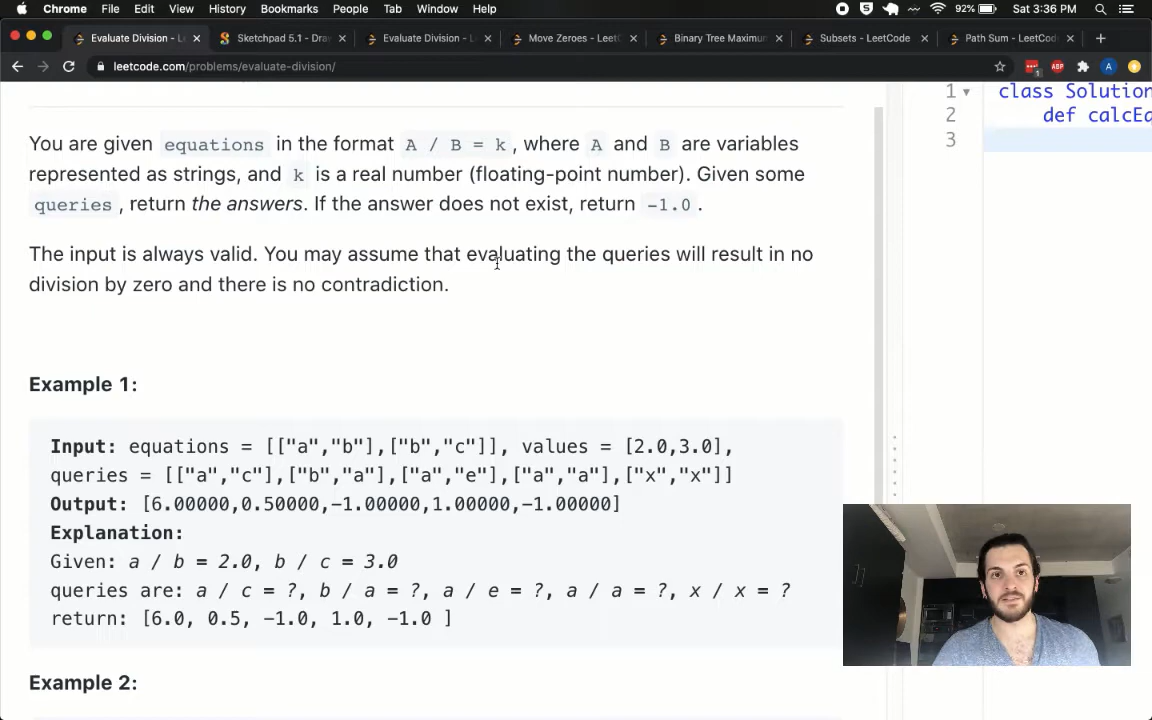 Chrome File Edit View History Bookmarks People Tab Window Help 5 92% Sat 3:36 PM
Evaluate Division - L Sketchpad 5.1 - Dra Evaluate Division - L Move Zeroes - LeetC Binary Tree Maximu Subsets - LeetCode Path Sum - LeetCod
leetcode.com/problems/evaluate-division/ 1 ABP A
You are given equations in the format A / B = k, where A and B are variables
represented as strings, and k is a real number (floating-point number). Given some
queries, return the answers. If the answer does not exist, return -1.0.
The input is always valid. You may assume that evaluating the queries will result in no
division by zero and there is no contradiction.
Example 1:
Input: equations = [["a","b"],["b","c"]], values = [2.0,3.0],
queries = [["a","c"],["b","a"],["a","e"],["a","a"],["x","x"]]
Output: [6.00000,0.50000,-1.00000,1.00000,-1.00000]
Explanation:
Given: a / b = 2.0, b / c = 3.0
queries are: a / c = ?, b / a = ?, a / e = ?, a / a = ?, x / x = ?
return: [6.0, 0.5, -1.0, 1.0, -1.0 ]
Example 2:
1 class Solution
2 def calcEq
3